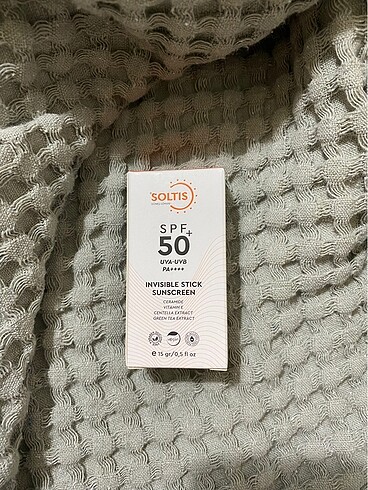 SOLTIS
SPF
50+
UVA-UVB
PA++++
INVISIBLE STICK
SUNSCREEN
CERAMIDE
VITAMIN E
CENTELLA EXTRACT
GREEN TEA EXTRACT
e 15 gr/0,5 fl oz